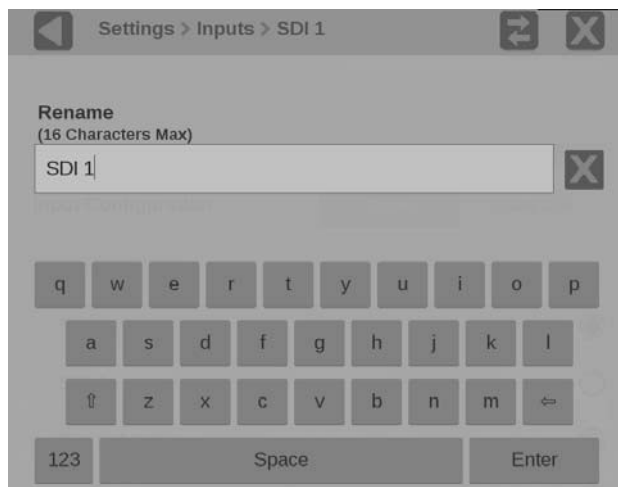 Settings > Inputs > SDI 1
Rename
(16 Characters Max)
SDI 1
q w e r t y u i o p
a s d f g h j k l
⇧ z x c v b n m ⇦
123 Space Enter